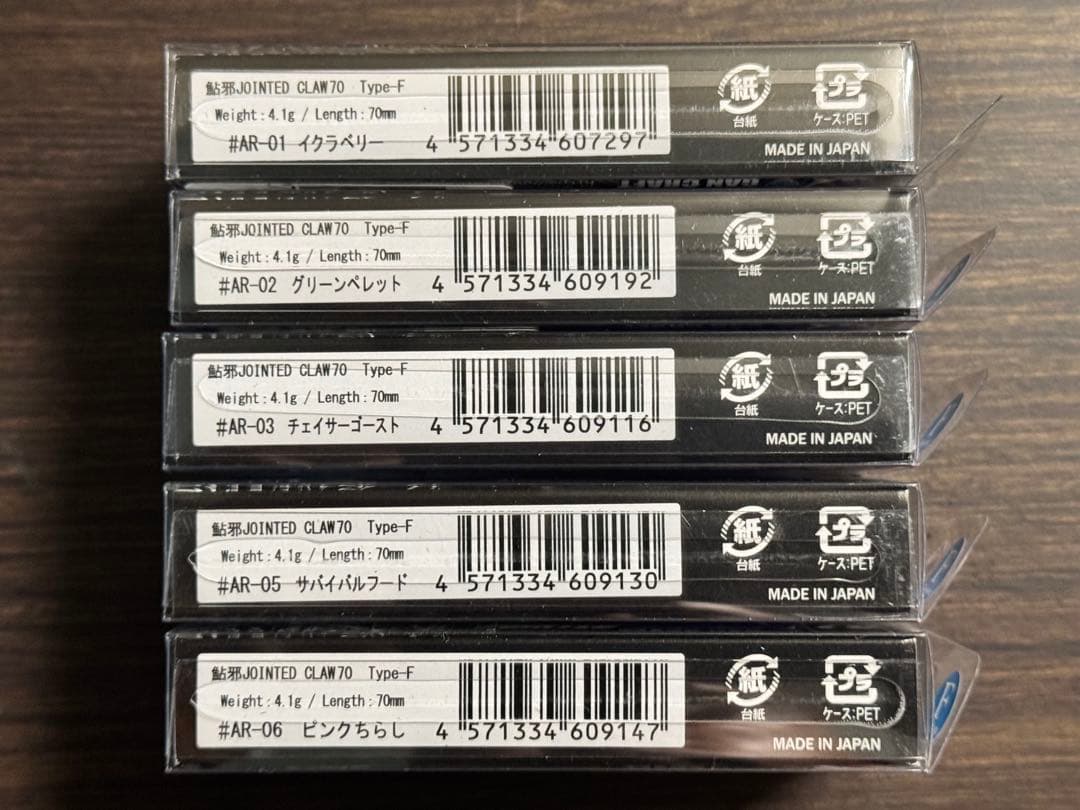 鮎邪JOINTED CLAW70 Type-F
Weight:4.1g / Length:70mm
#AR-01 イクラベリー
4 571334 607297
紙
台紙
プラ
ケース:PET
MADE IN JAPAN
GAN CRAFT
鮎邪JOINTED CLAW70 Type-F
Weight:4.1g / Length:70mm
#AR-02 グリーンペレット
4 571334 609192
紙
台紙
プラ
ケース:PET
MADE IN JAPAN
鮎邪JOINTED CLAW70 Type-F
Weight:4.1g / Length:70mm
#AR-03 チェイサーゴースト
4 571334 609116
紙
台紙
プラ
ケース:PET
MADE IN JAPAN
鮎邪JOINTED CLAW70 Type-F
Weight:4.1g / Length:70mm
#AR-05 サバイバルフード
4 571334 609130
紙
台紙
プラ
ケース:PET
MADE IN JAPAN
鮎邪JOINTED CLAW70 Type-F
Weight:4.1g / Length:70mm
#AR-06 ピンクちらし
4 571334 609147
紙
台紙
プラ
ケース:PET
MADE IN JAPAN
F